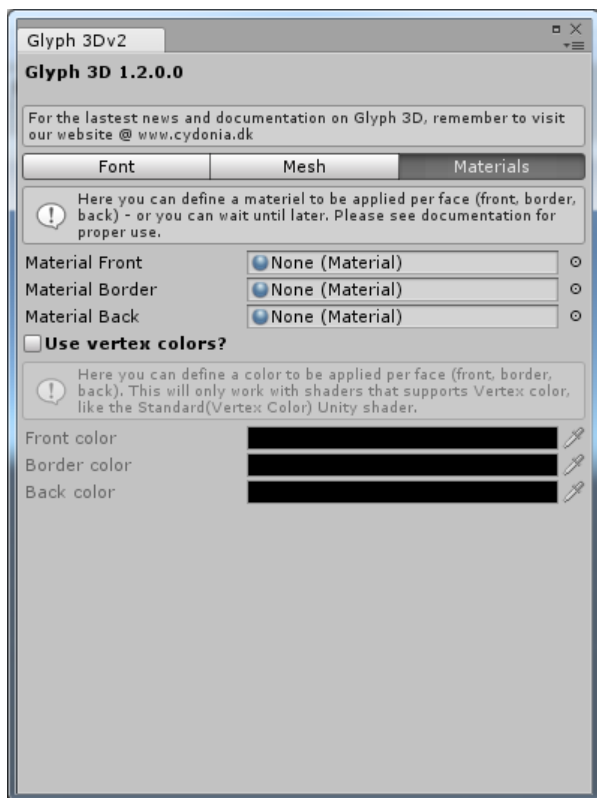 Glyph 3Dv2
Glyph 3D 1.2.0.0
For the lastest news and documentation on Glyph 3D, remember to visit
our website @ www.cydonia.dk
Font Mesh Materials
Here you can define a materiel to be applied per face (front, border,
back) - or you can wait until later. Please see documentation for
proper use.
Material Front None (Material)
Material Border None (Material)
Material Back None (Material)
Use vertex colors?
Here you can define a color to be applied per face (front, border,
back). This will only work with shaders that supports Vertex color,
like the Standard(Vertex Color) Unity shader.
Front color
Border color
Back color